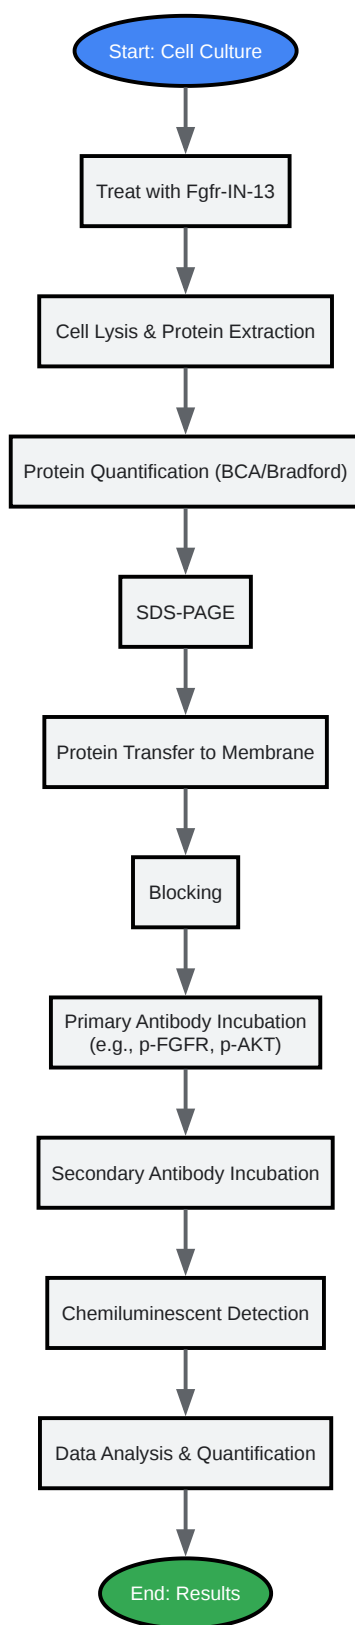 Start: Cell Culture
Treat with Fgfr-IN-13
Cell Lysis & Protein Extraction
Protein Quantification (BCA/Bradford)
SDS-PAGE
Protein Transfer to Membrane
Blocking
Primary Antibody Incubation
(e.g., p-FGFR, p-AKT)
Secondary Antibody Incubation
Chemiluminescent Detection
Data Analysis & Quantification
End: Results